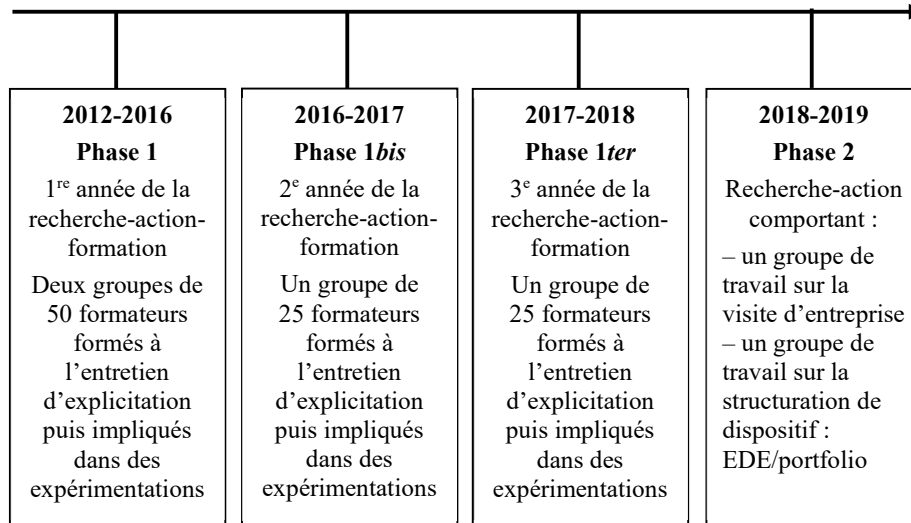 2012-2016
Phase 1
1re année de la
recherche-action-
formation
Deux groupes de
50 formateurs
formés à
l'entretien
d'explicitation
puis impliqués
dans des
expérimentations
2016-2017
Phase 1bis
2e année de la
recherche-action-
formation
Un groupe de
25 formateurs
formés à
l'entretien
d'explicitation
puis impliqués
dans des
expérimentations
2017-2018
Phase 1ter
3e année de la
recherche-action-
formation
Un groupe de
25 formateurs
formés à
l'entretien
d'explicitation
puis impliqués
dans des
expérimentations
2018-2019
Phase 2
Recherche-action
comportant :
– un groupe de
travail sur la
visite d'entreprise
– un groupe de
travail sur la
structuration de
dispositif :
EDE/portfolio